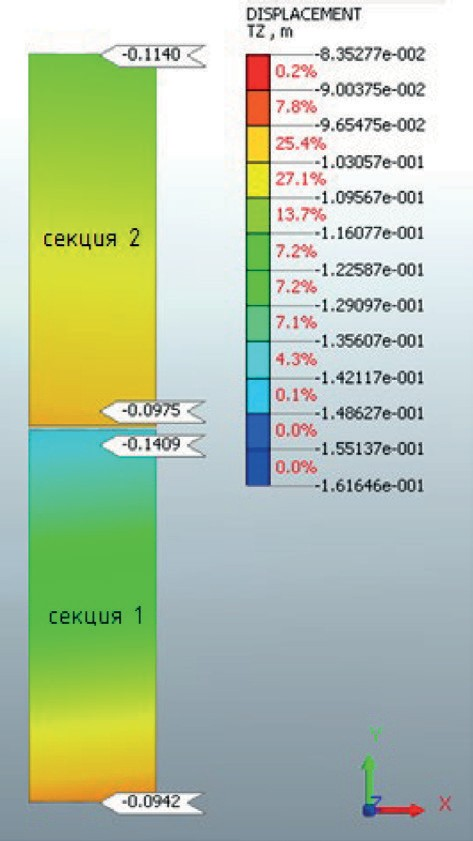 DISPLACEMENT
TZ , m
-8.35277e-002
0.2%
-9.00375e-002
7.8%
-9.65475e-002
25.4%
-1.03057e-001
27.1%
-1.09567e-001
13.7%
-1.16077e-001
7.2%
-1.22587e-001
7.2%
-1.29097e-001
7.1%
-1.35607e-001
4.3%
-1.42117e-001
0.1%
-1.48627e-001
0.0%
-1.55137e-001
0.0%
-1.61646e-001
-0.1140
секция 2
-0.0975
-0.1409
секция 1
-0.0942
Y
Z
X